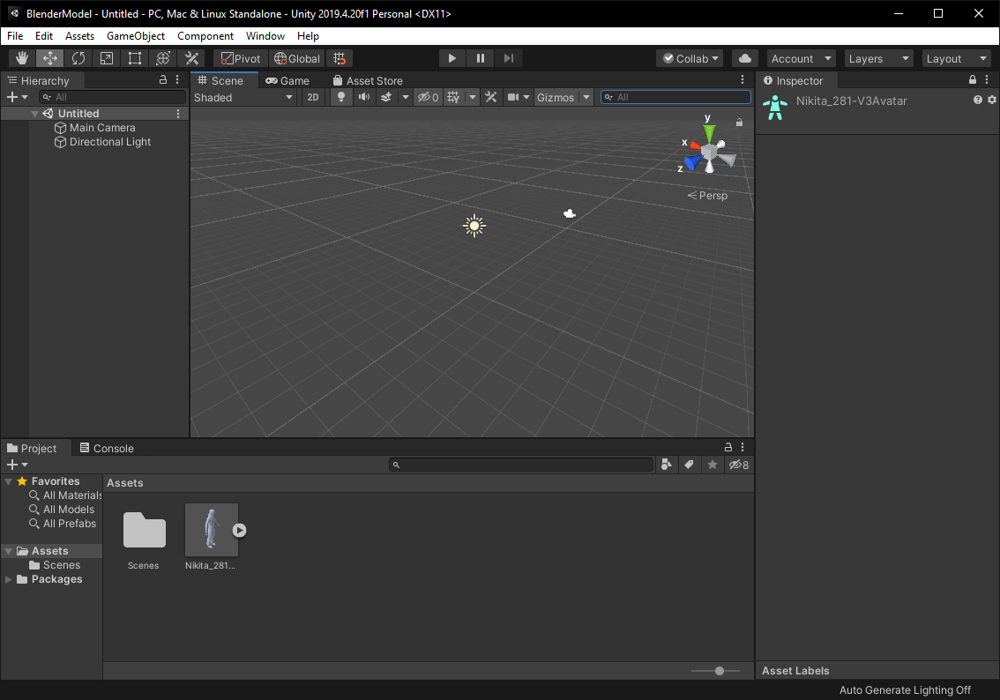 BlenderModel - Untitled - PC, Mac & Linux Standalone - Unity 2019.4.20f1 Personal <DX11>
File Edit Assets GameObject Component Window Help
Pivot Global Collab Account Layers Layout
Hierarchy
All
Untitled
Main Camera
Directional Light
Scene Game Asset Store
Shaded 2D 0 Gizmos All
y
x
z
Persp
Inspector
Nikita_281-V3Avatar
Project Console
8
Favorites
All Materials
All Models
All Prefabs
Assets
Scenes
Packages
Assets
Scenes
Nikita_281...
Asset Labels
Auto Generate Lighting Off